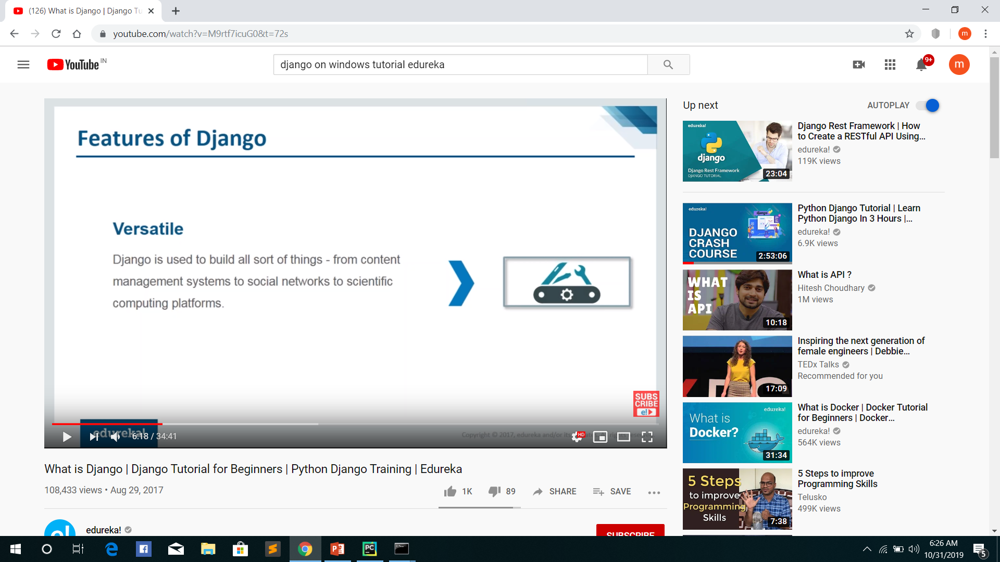 (126) What is Django | Django Tu
youtube.com/watch?v=M9rtf7icuG0&t=72s
m
YouTube IN
django on windows tutorial edureka
9+
m
Features of Django
Versatile
Django is used to build all sort of things - from content
management systems to social networks to scientific
computing platforms.
SUBS
CRIBE
e!
edureka!
6:18 / 34:41
Copyright © 2017, edureka and/or its
HD
What is Django | Django Tutorial for Beginners | Python Django Training | Edureka
108,433 views • Aug 29, 2017
1K
89
SHARE
SAVE
edureka!
SUBSCRIBE
Up next
AUTOPLAY
edureka!
django
Django Rest Framework
DJANGO TUTORIAL
23:04
Django Rest Framework | How
to Create a RESTful API Using...
edureka!
119K views
edureka!
django
DJANGO
CRASH
COURSE
2:53:06
Python Django Tutorial | Learn
Python Django In 3 Hours |...
edureka!
6.9K views
WHAT
IS
API
10:18
What is API ?
Hitesh Choudhary
1M views
17:09
Inspiring the next generation of
female engineers | Debbie...
TEDx Talks
Recommended for you
edureka!
What is
Docker?
31:34
What is Docker | Docker Tutorial
for Beginners | Docker...
edureka!
564K views
5 Steps
to improve
Programming
Skills
7:38
5 Steps to improve
Programming Skills
Telusko
499K views
PC
6:26 AM
10/31/2019
5